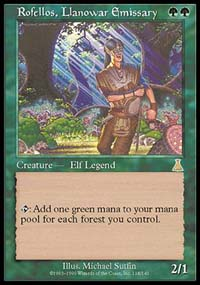 Rofellos, Llanowar Emissary
Creature — Elf Legend
: Add one green mana to your mana
pool for each forest you control.
Illus. Michael Sutfin
2/1